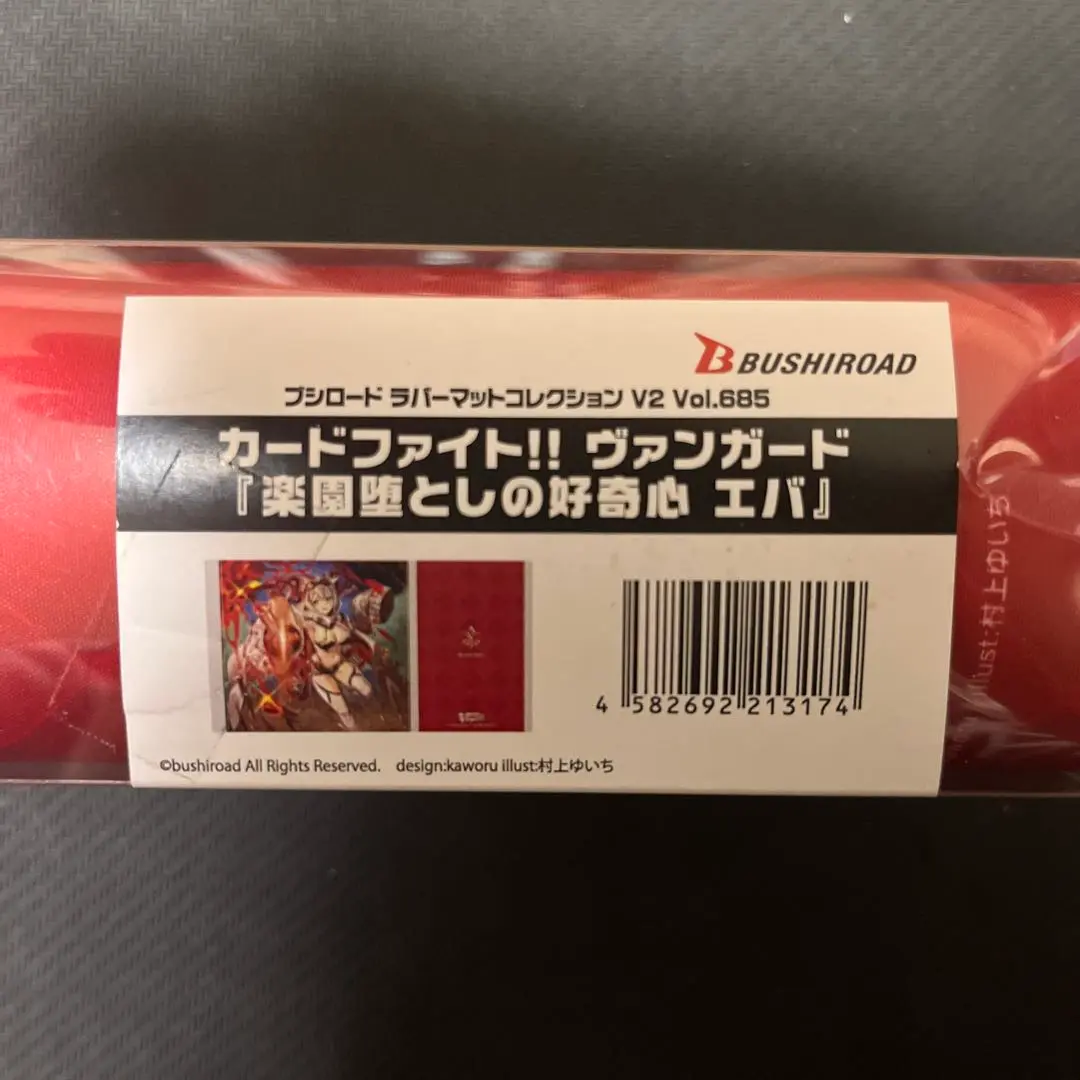 BUSHIROAD
ブシロード ラバーマットコレクション V2 Vol.685
カードファイト!! ヴァンガード
『楽園堕としの好奇心 エバ』
4 582692 213174
©bushiroad All Rights Reserved. design:kaworu illust:村上ゆいち
illust:村上ゆいち